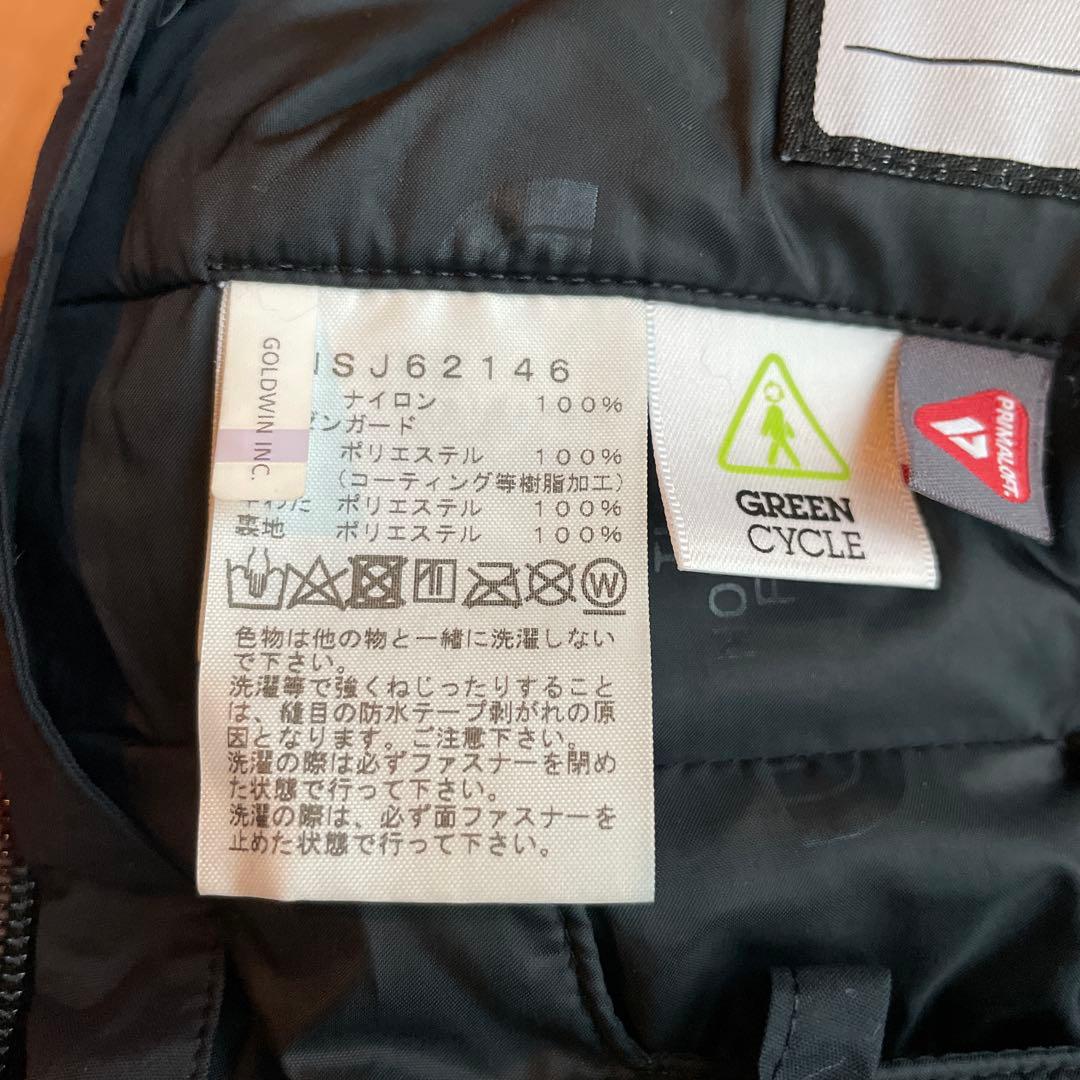 GOLDWIN INC.
SJ62146
ナイロン 100%
ゼンガード
ポリエステル 100%
(コーティング等樹脂加工)
中わた ポリエステル 100%
裏地 ポリエステル 100%
W
色物は他の物と一緒に洗濯しない
で下さい。
洗濯等で強くねじったりすること
は、縫目の防水テープ剥がれの原
因となります。ご注意下さい。
洗濯の際は必ずファスナーを閉め
た状態で行って下さい。
洗濯の際は、必ず面ファスナーを
止めた状態で行って下さい。
GREEN
CYCLE
PRIMALOFT